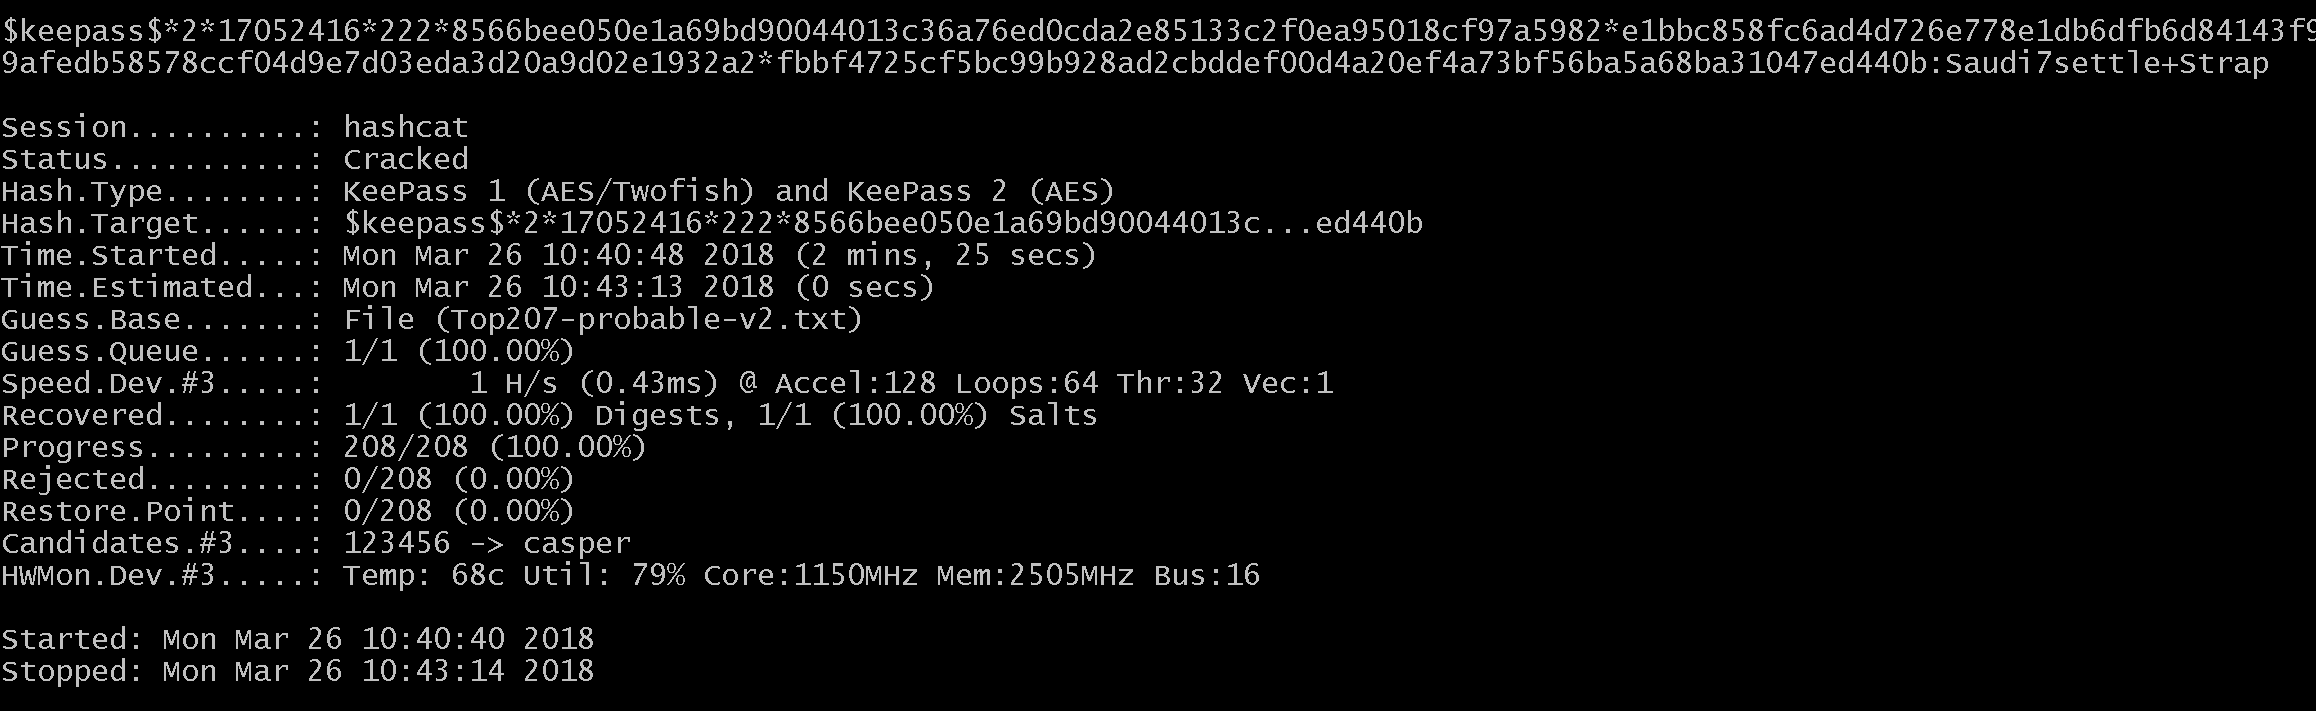 $keepass$*2*17052416*222*8566bee050e1a69bd90044013c36a76ed0cda2e85133c2f0ea95018cf97a5982*e1bbc858fc6ad4d726e778e1db6dfb6d84143f9
9afedb58578ccf04d9e7d03eda3d20a9d02e1932a2*fbbf4725cf5bc99b928ad2cbddef00d4a20ef4a73bf56ba5a68ba31047ed440b:Saudi7settle+Strap
Session..........: hashcat
Status...........: Cracked
Hash.Type........: KeePass 1 (AES/Twofish) and KeePass 2 (AES)
Hash.Target......: $keepass$*2*17052416*222*8566bee050e1a69bd90044013c...ed440b
Time.Started.....: Mon Mar 26 10:40:48 2018 (2 mins, 25 secs)
Time.Estimated...: Mon Mar 26 10:43:13 2018 (0 secs)
Guess.Base.......: File (Top207-probable-v2.txt)
Guess.Queue......: 1/1 (100.00%)
Speed.Dev.#3.....:        1 H/s (0.43ms) @ Accel:128 Loops:64 Thr:32 Vec:1
Recovered........: 1/1 (100.00%) Digests, 1/1 (100.00%) Salts
Progress.........: 208/208 (100.00%)
Rejected.........: 0/208 (0.00%)
Restore.Point....: 0/208 (0.00%)
Candidates.#3....: 123456 -> casper
HWMon.Dev.#3.....: Temp: 68c Util: 79% Core:1150MHz Mem:2505MHz Bus:16
Started: Mon Mar 26 10:40:40 2018
Stopped: Mon Mar 26 10:43:14 2018